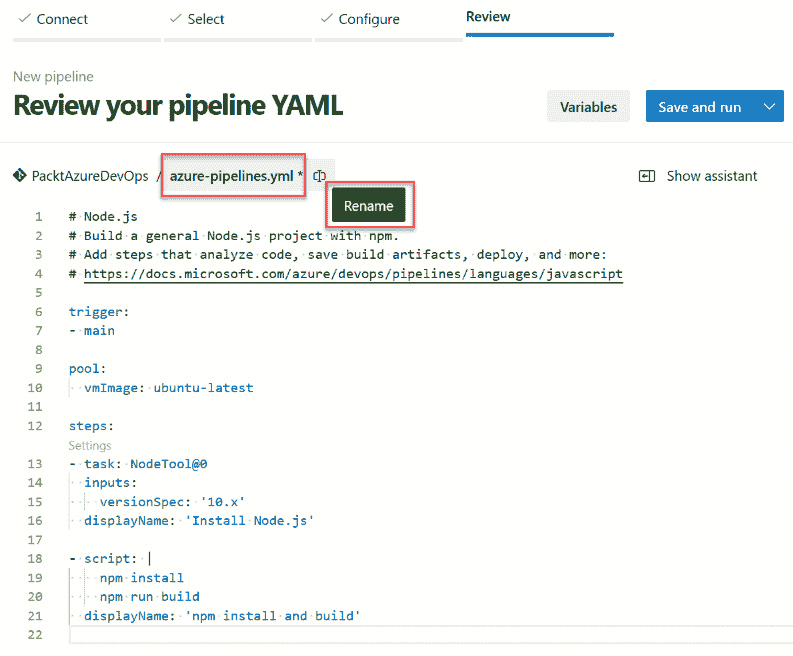 ✓ Connect ✓ Select ✓ Configure Review
New pipeline
Review your pipeline YAML
Variables Save and run
PacktAzureDevOps / azure-pipelines.yml *
Show assistant
Rename
1 # Node.js
2 # Build a general Node.js project with npm.
3 # Add steps that analyze code, save build artifacts, deploy, and more:
4 # https://docs.microsoft.com/azure/devops/pipelines/languages/javascript
5
6 trigger:
7 - main
8
9 pool:
10   vmImage: ubuntu-latest
11
12 steps:
Settings
13 - task: NodeTool@0
14   inputs:
15     versionSpec: '10.x'
16   displayName: 'Install Node.js'
17
18 - script: |
19     npm install
20     npm run build
21   displayName: 'npm install and build'
22